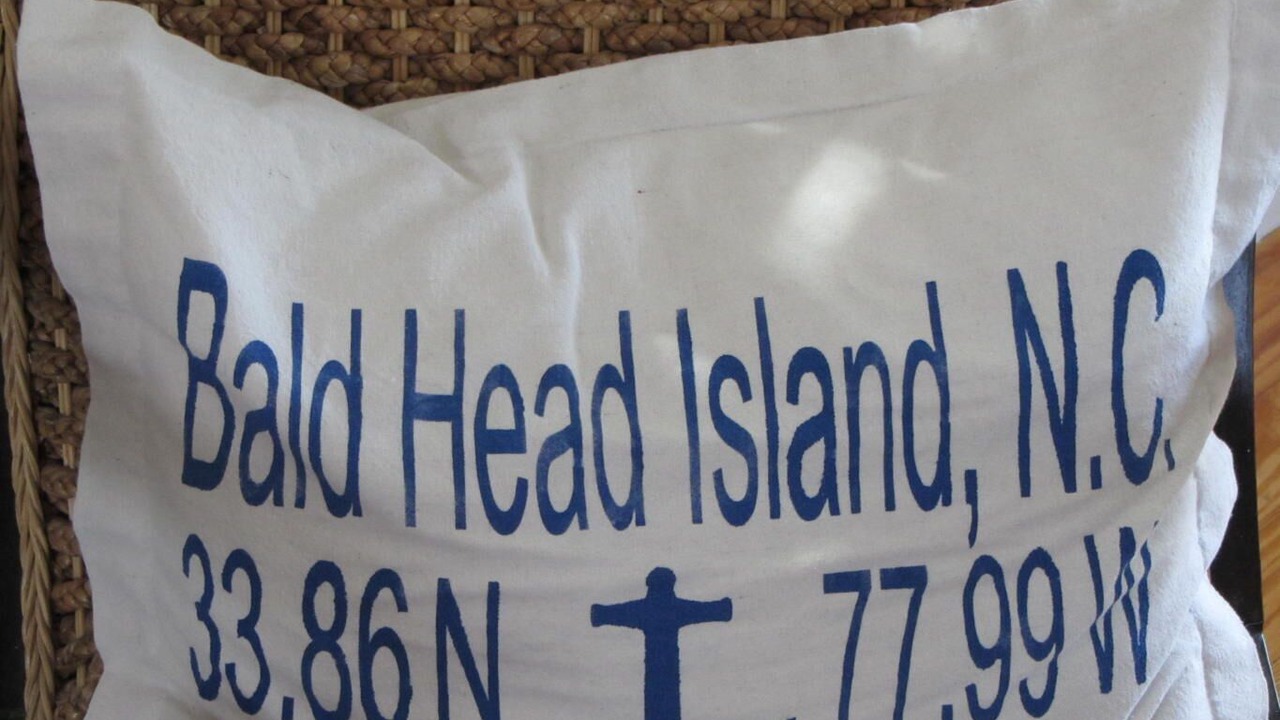 Bald Head Island, N.C.
33.86 N 77.99 W